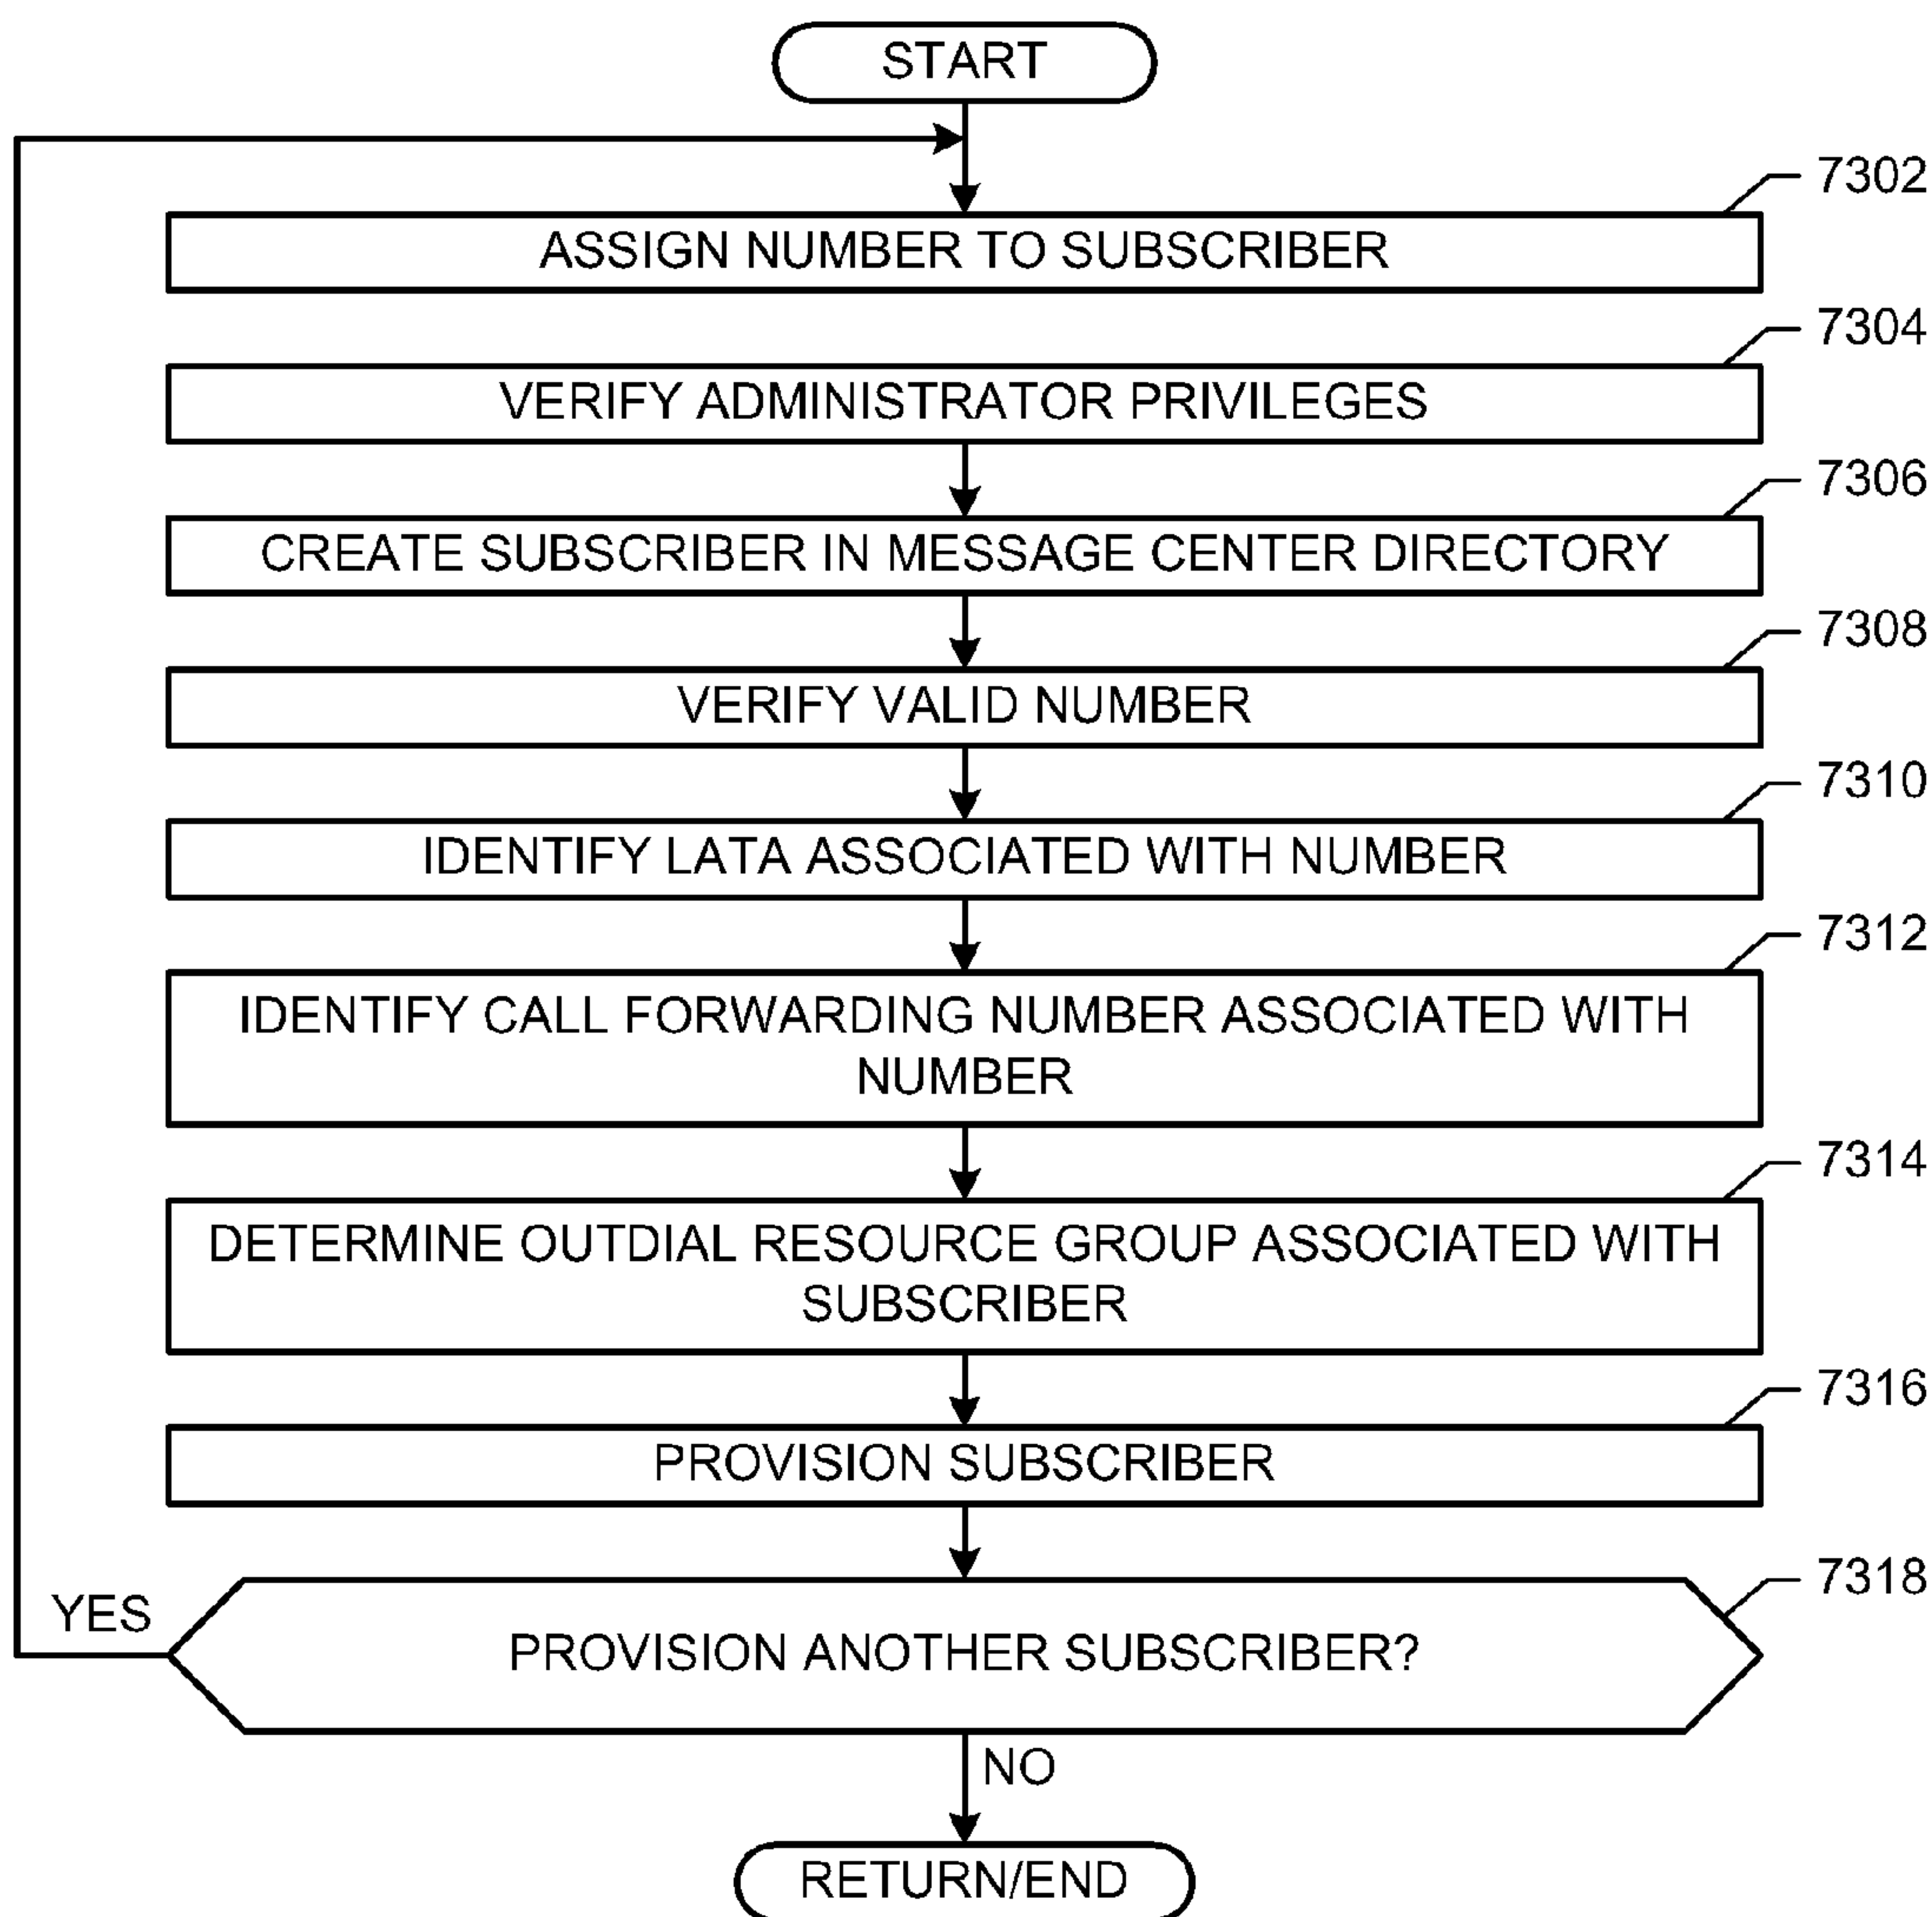 START
7302
ASSIGN NUMBER TO SUBSCRIBER
7304
VERIFY ADMINISTRATOR PRIVILEGES
7306
CREATE SUBSCRIBER IN MESSAGE CENTER DIRECTORY
7308
VERIFY VALID NUMBER
7310
IDENTIFY LATA ASSOCIATED WITH NUMBER
7312
IDENTIFY CALL FORWARDING NUMBER ASSOCIATED WITH
NUMBER
7314
DETERMINE OUTDIAL RESOURCE GROUP ASSOCIATED WITH
SUBSCRIBER
7316
PROVISION SUBSCRIBER
7318
YES
PROVISION ANOTHER SUBSCRIBER?
NO
RETURN/END